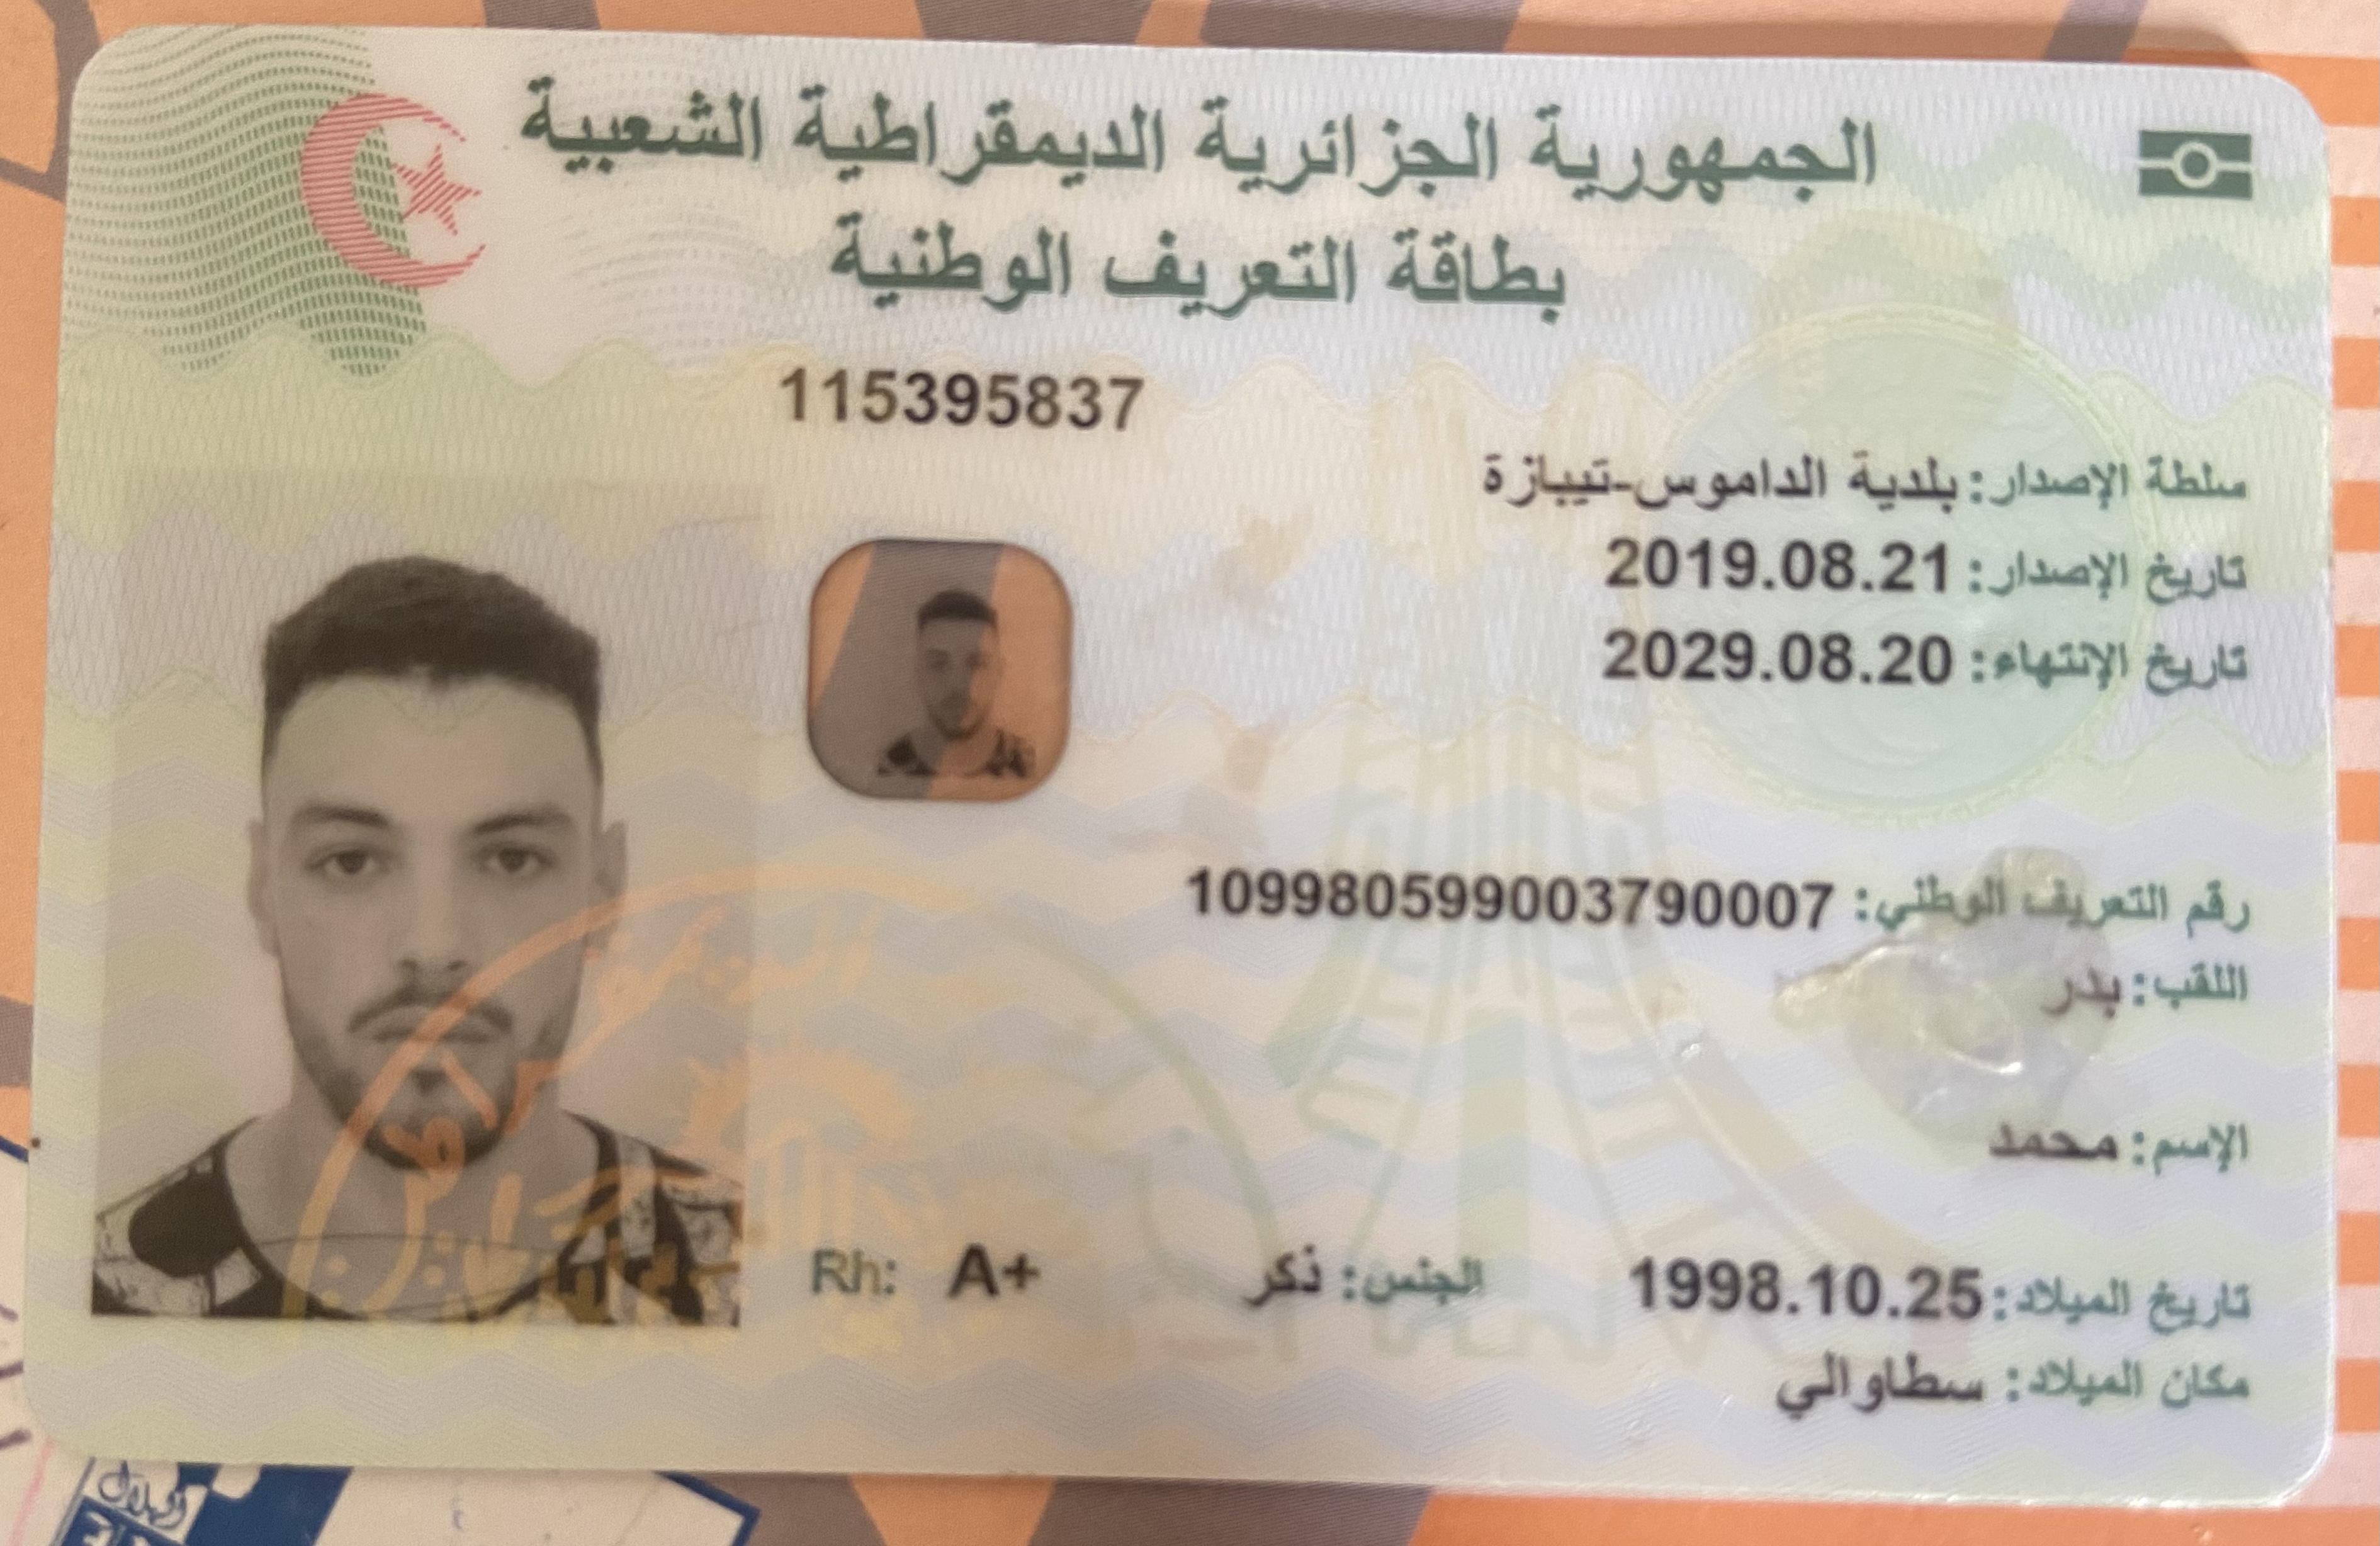 الجمهورية الجزائرية الديمقراطية الشعبية
بطاقة التعريف الوطنية
115395837
سلطة الإصدار: بلدية الداموس-تيبازة
تاريخ الإصدار: 2019.08.21
تاريخ الإنتهاء: 2029.08.20
رقم التعريف الوطني: 109980599003790007
اللقب: بدر
الإسم: محمد
تاريخ الميلاد: 1998.10.25 الجنس: ذكر Rh: A+
مكان الميلاد: سطاوالي